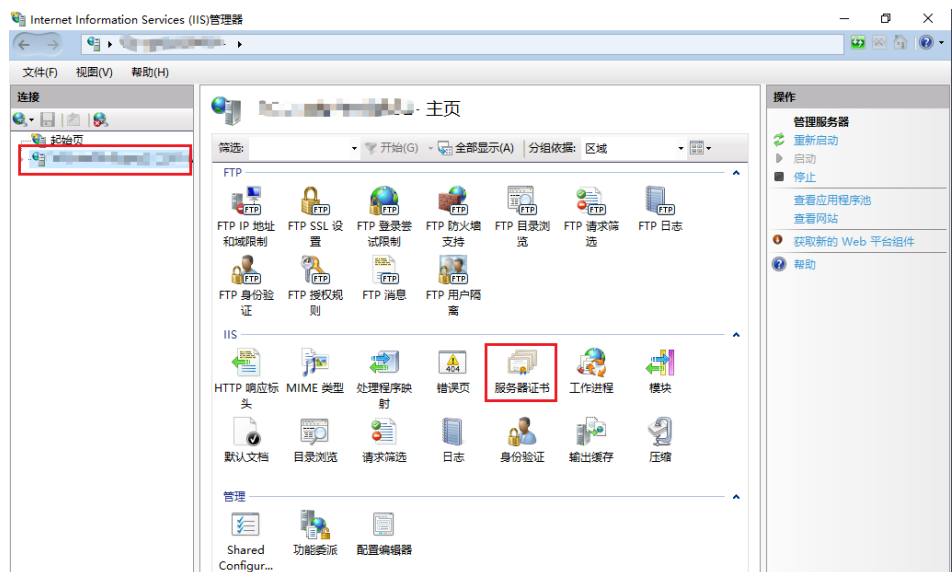 Internet Information Services (IIS)管理器
文件(F) 视图(V) 帮助(H)
连接
起始页
主页
筛选: 开始(G) 全部显示(A) 分组依据: 区域
FTP
FTP IP 地址
和域限制
FTP SSL 设
置
FTP 登录尝
试限制
FTP 防火墙
支持
FTP 目录浏
览
FTP 请求筛
选
FTP 日志
FTP 身份验
证
FTP 授权规
则
FTP 消息
FTP 用户隔
离
IIS
HTTP 响应标
头
MIME 类型
处理程序映
射
错误页
服务器证书
工作进程
模块
默认文档
目录浏览
请求筛选
日志
身份验证
输出缓存
压缩
管理
Shared
Configur...
功能委派
配置编辑器
操作
管理服务器
重新启动
启动
停止
查看应用程序池
查看网站
获取新的 Web 平台组件
帮助